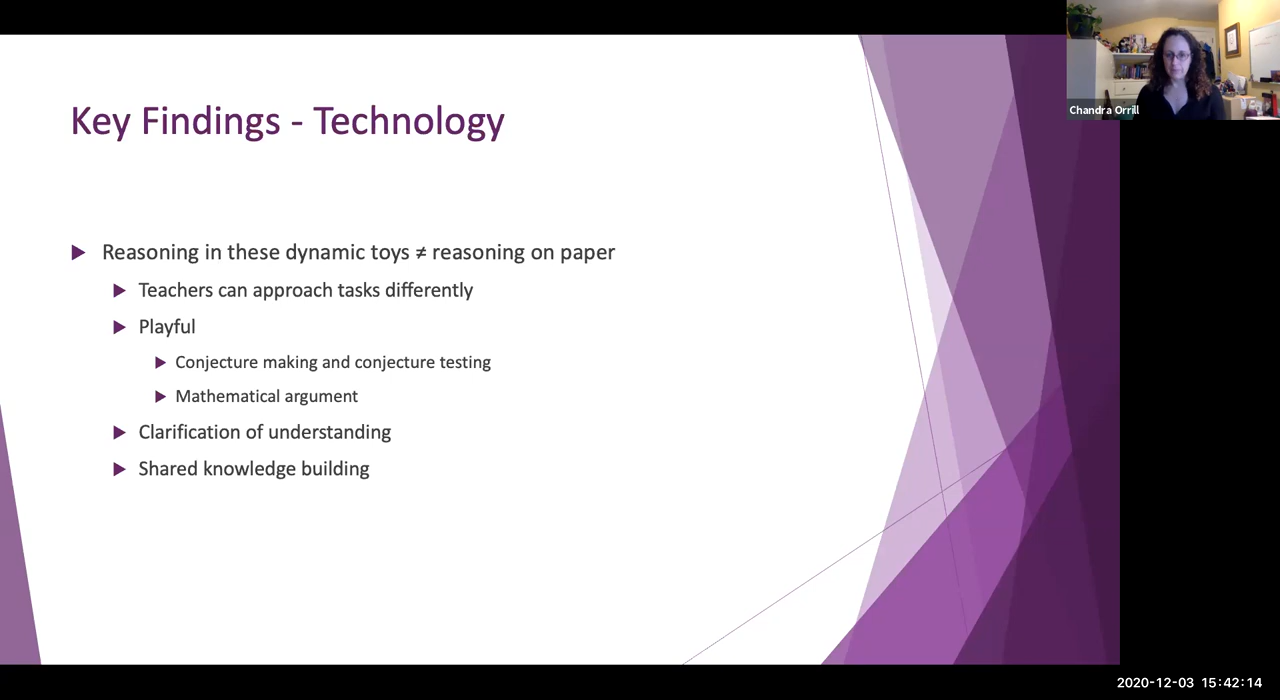 Key Findings - Technology
Reasoning in these dynamic toys ≠ reasoning on paper
Teachers can approach tasks differently
Playful
Conjecture making and conjecture testing
Mathematical argument
Clarification of understanding
Shared knowledge building
Chandra Orrill
2020-12-03 15:42:14